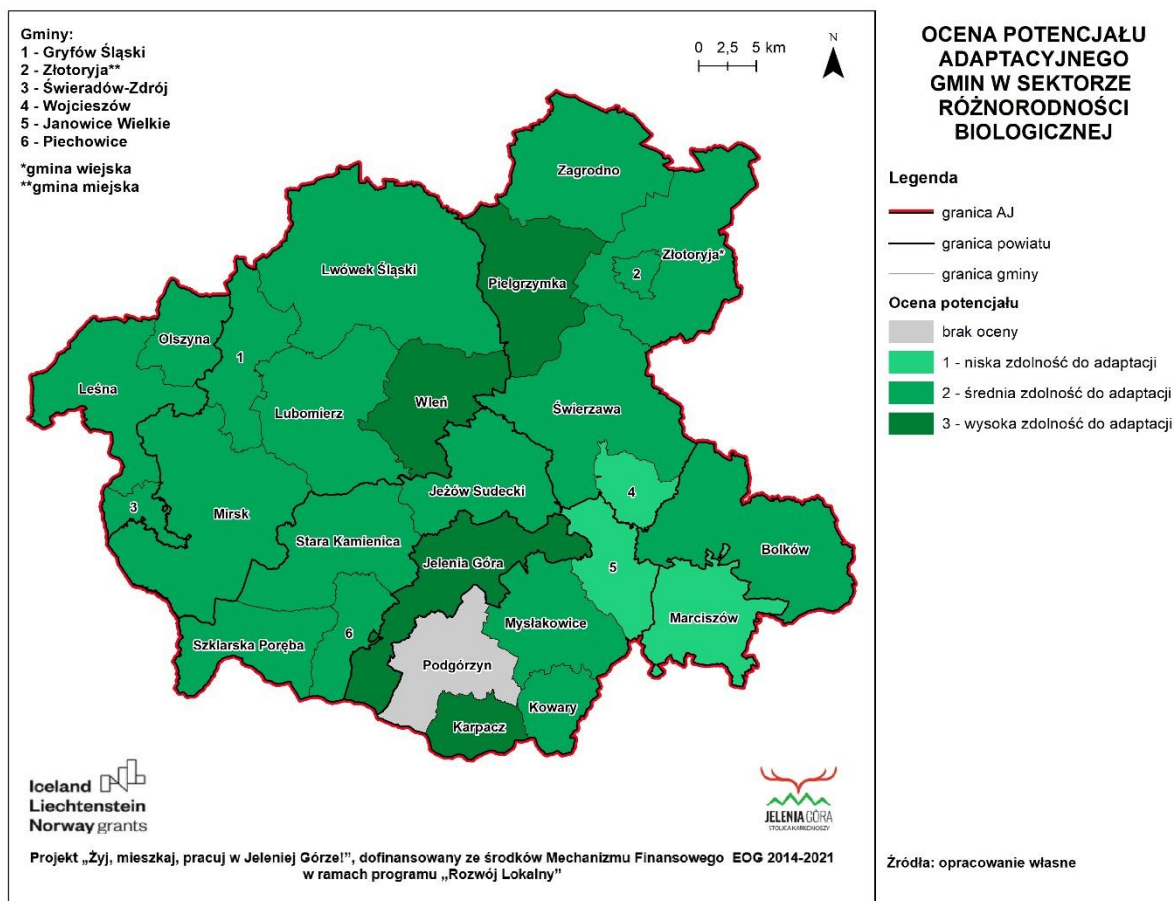 Gminy:
1 - Gryfów Śląski
2 - Złotoryja**
3 - Świeradów-Zdrój
4 - Wojcieszów
5 - Janowice Wielkie
6 - Piechowice
*gmina wiejska
**gmina miejska
0 2,5 5 km
N
Zagrodno
Złotoryja*
2
Pielgrzymka
Lwówek Śląski
Olszyna
1
Leśna
Lubomierz
Wleń
Świerzawa
4
3
Mirsk
Jeżów Sudecki
Stara Kamienica
Jelenia Góra
5
Bolków
Marciszów
Mysłakowice
6
Szklarska Poręba
Podgórzyn
Kowary
Karpacz
Iceland
Liechtenstein
Norway grants
JELENIA GÓRA
STOLICA KARKONOSZY
Projekt „Żyj, mieszkaj, pracuj w Jeleniej Górze!”, dofinansowany ze środków Mechanizmu Finansowego EOG 2014-2021
w ramach programu „Rozwój Lokalny”
OCENA POTENCJAŁU
ADAPTACYJNEGO
GMIN W SEKTORZE
RÓŻNORODNOŚCI
BIOLOGICZNEJ
Legenda
granica AJ
granica powiatu
granica gminy
Ocena potencjału
brak oceny
1 - niska zdolność do adaptacji
2 - średnia zdolność do adaptacji
3 - wysoka zdolność do adaptacji
Źródła: opracowanie własne